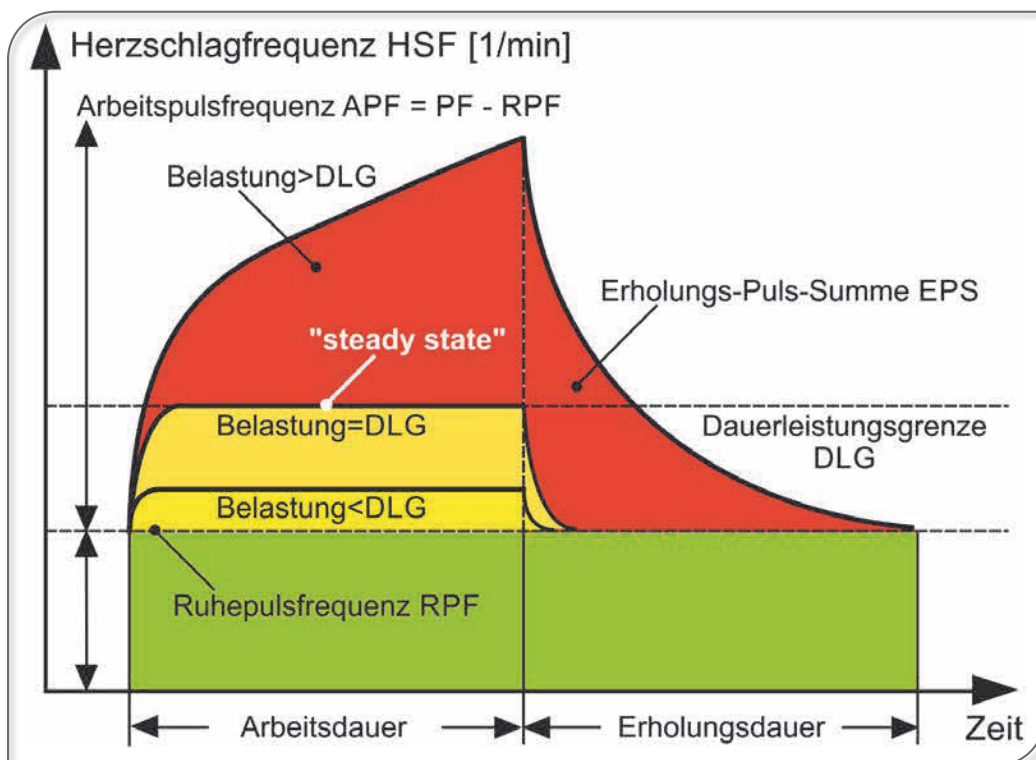 Herzschlagfrequenz HSF [1/min]
Arbeitspulsfrequenz APF = PF - RPF
Belastung>DLG
Erholungs-Puls-Summe EPS
"steady state"
Belastung=DLG
Dauerleistungsgrenze
DLG
Belastung<DLG
Ruhepulsfrequenz RPF
Arbeitsdauer
Erholungsdauer
Zeit